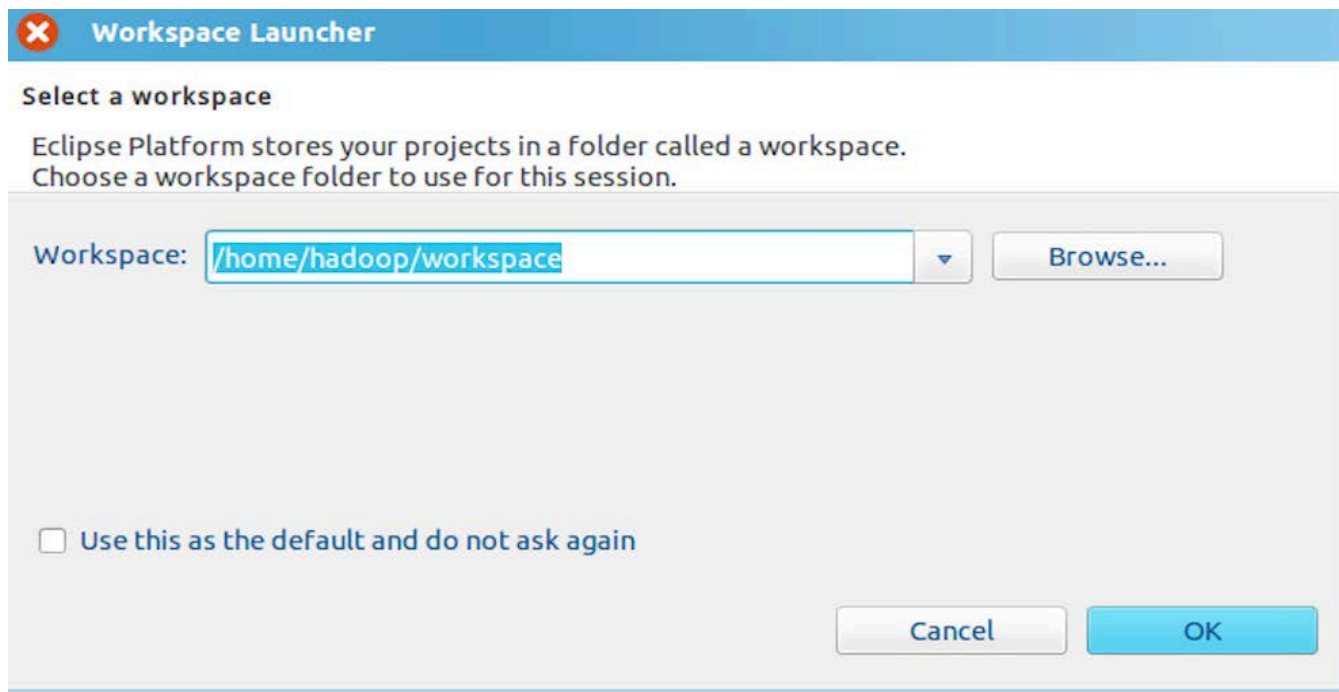 Workspace Launcher
Select a workspace
Eclipse Platform stores your projects in a folder called a workspace.
Choose a workspace folder to use for this session.
Workspace: /home/hadoop/workspace Browse...
Use this as the default and do not ask again
Cancel OK